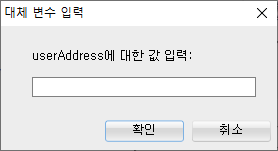 대체 변수 입력
userAddress에 대한 값 입력:
확인
취소